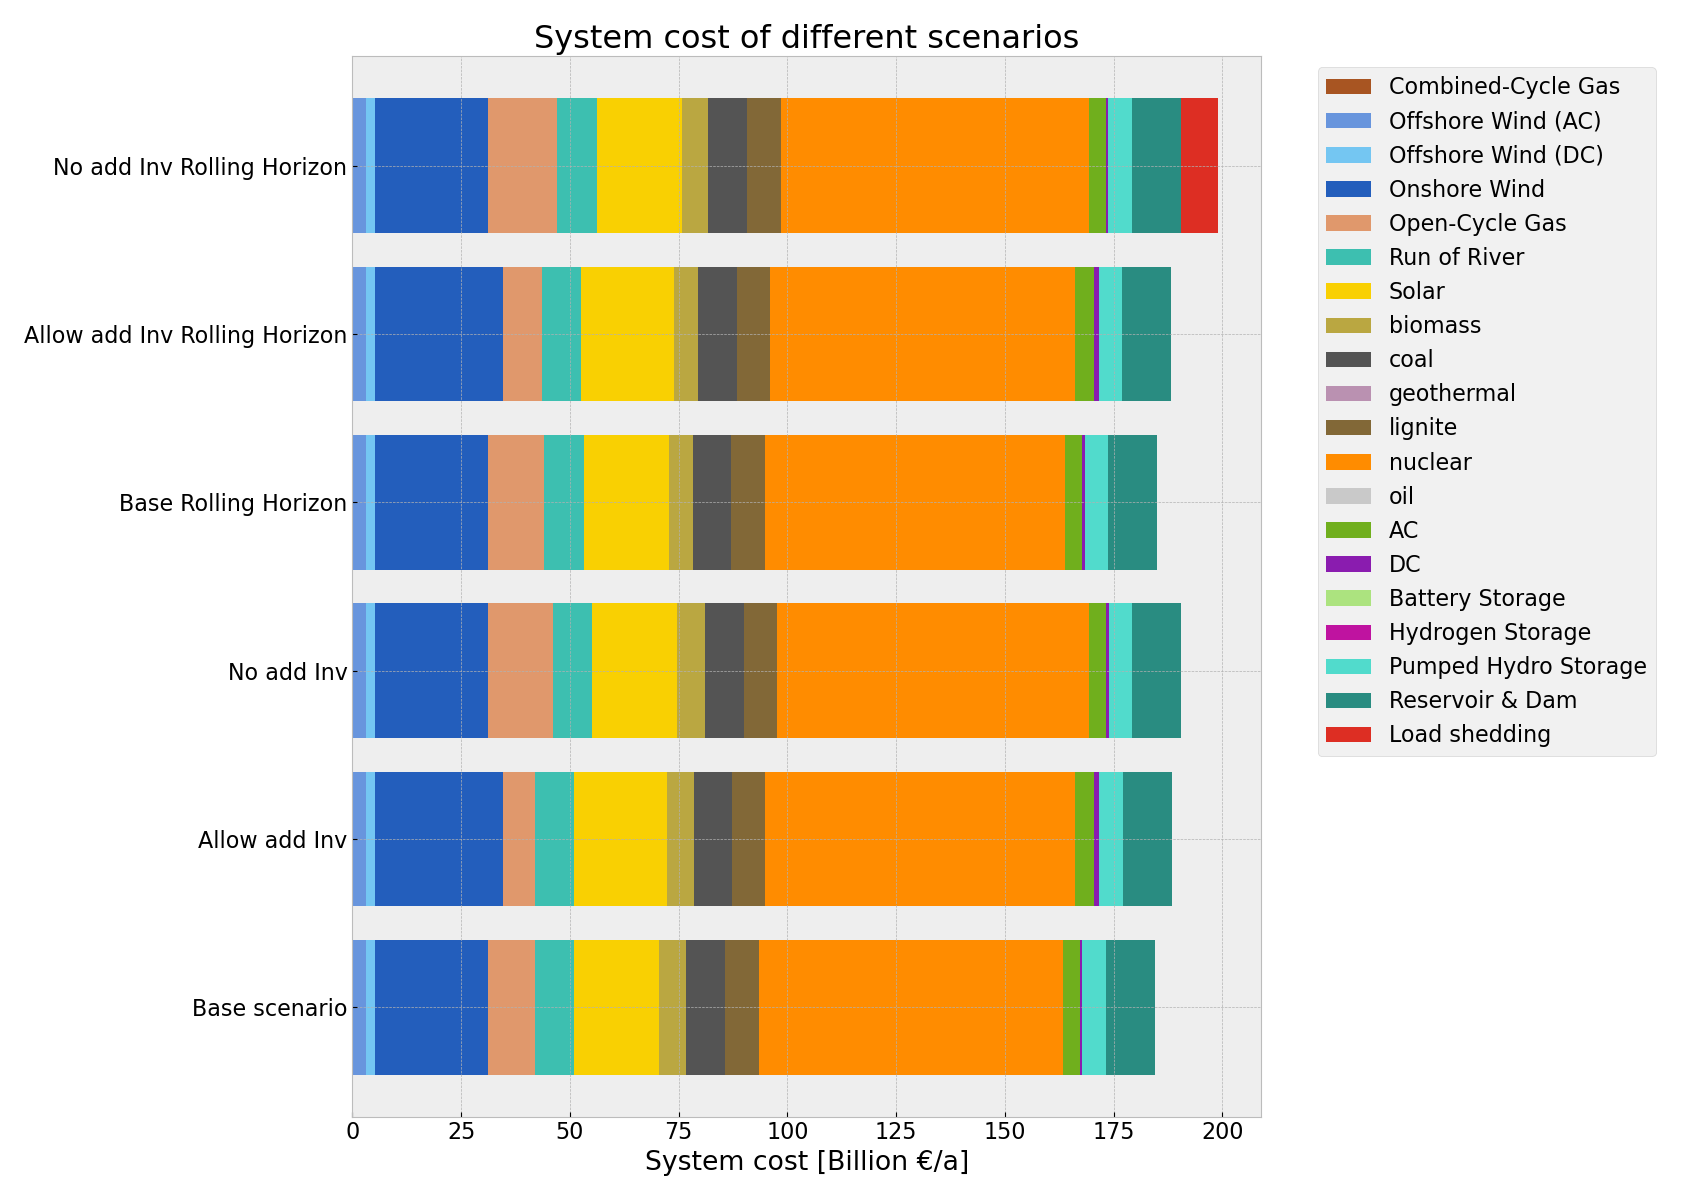 System cost of different scenarios
No add Inv Rolling Horizon
Allow add Inv Rolling Horizon
Base Rolling Horizon
No add Inv
Allow add Inv
Base scenario
0 25 50 75 100 125 150 175 200
System cost [Billion €/a]
Combined-Cycle Gas
Offshore Wind (AC)
Offshore Wind (DC)
Onshore Wind
Open-Cycle Gas
Run of River
Solar
biomass
coal
geothermal
lignite
nuclear
oil
AC
DC
Battery Storage
Hydrogen Storage
Pumped Hydro Storage
Reservoir & Dam
Load shedding